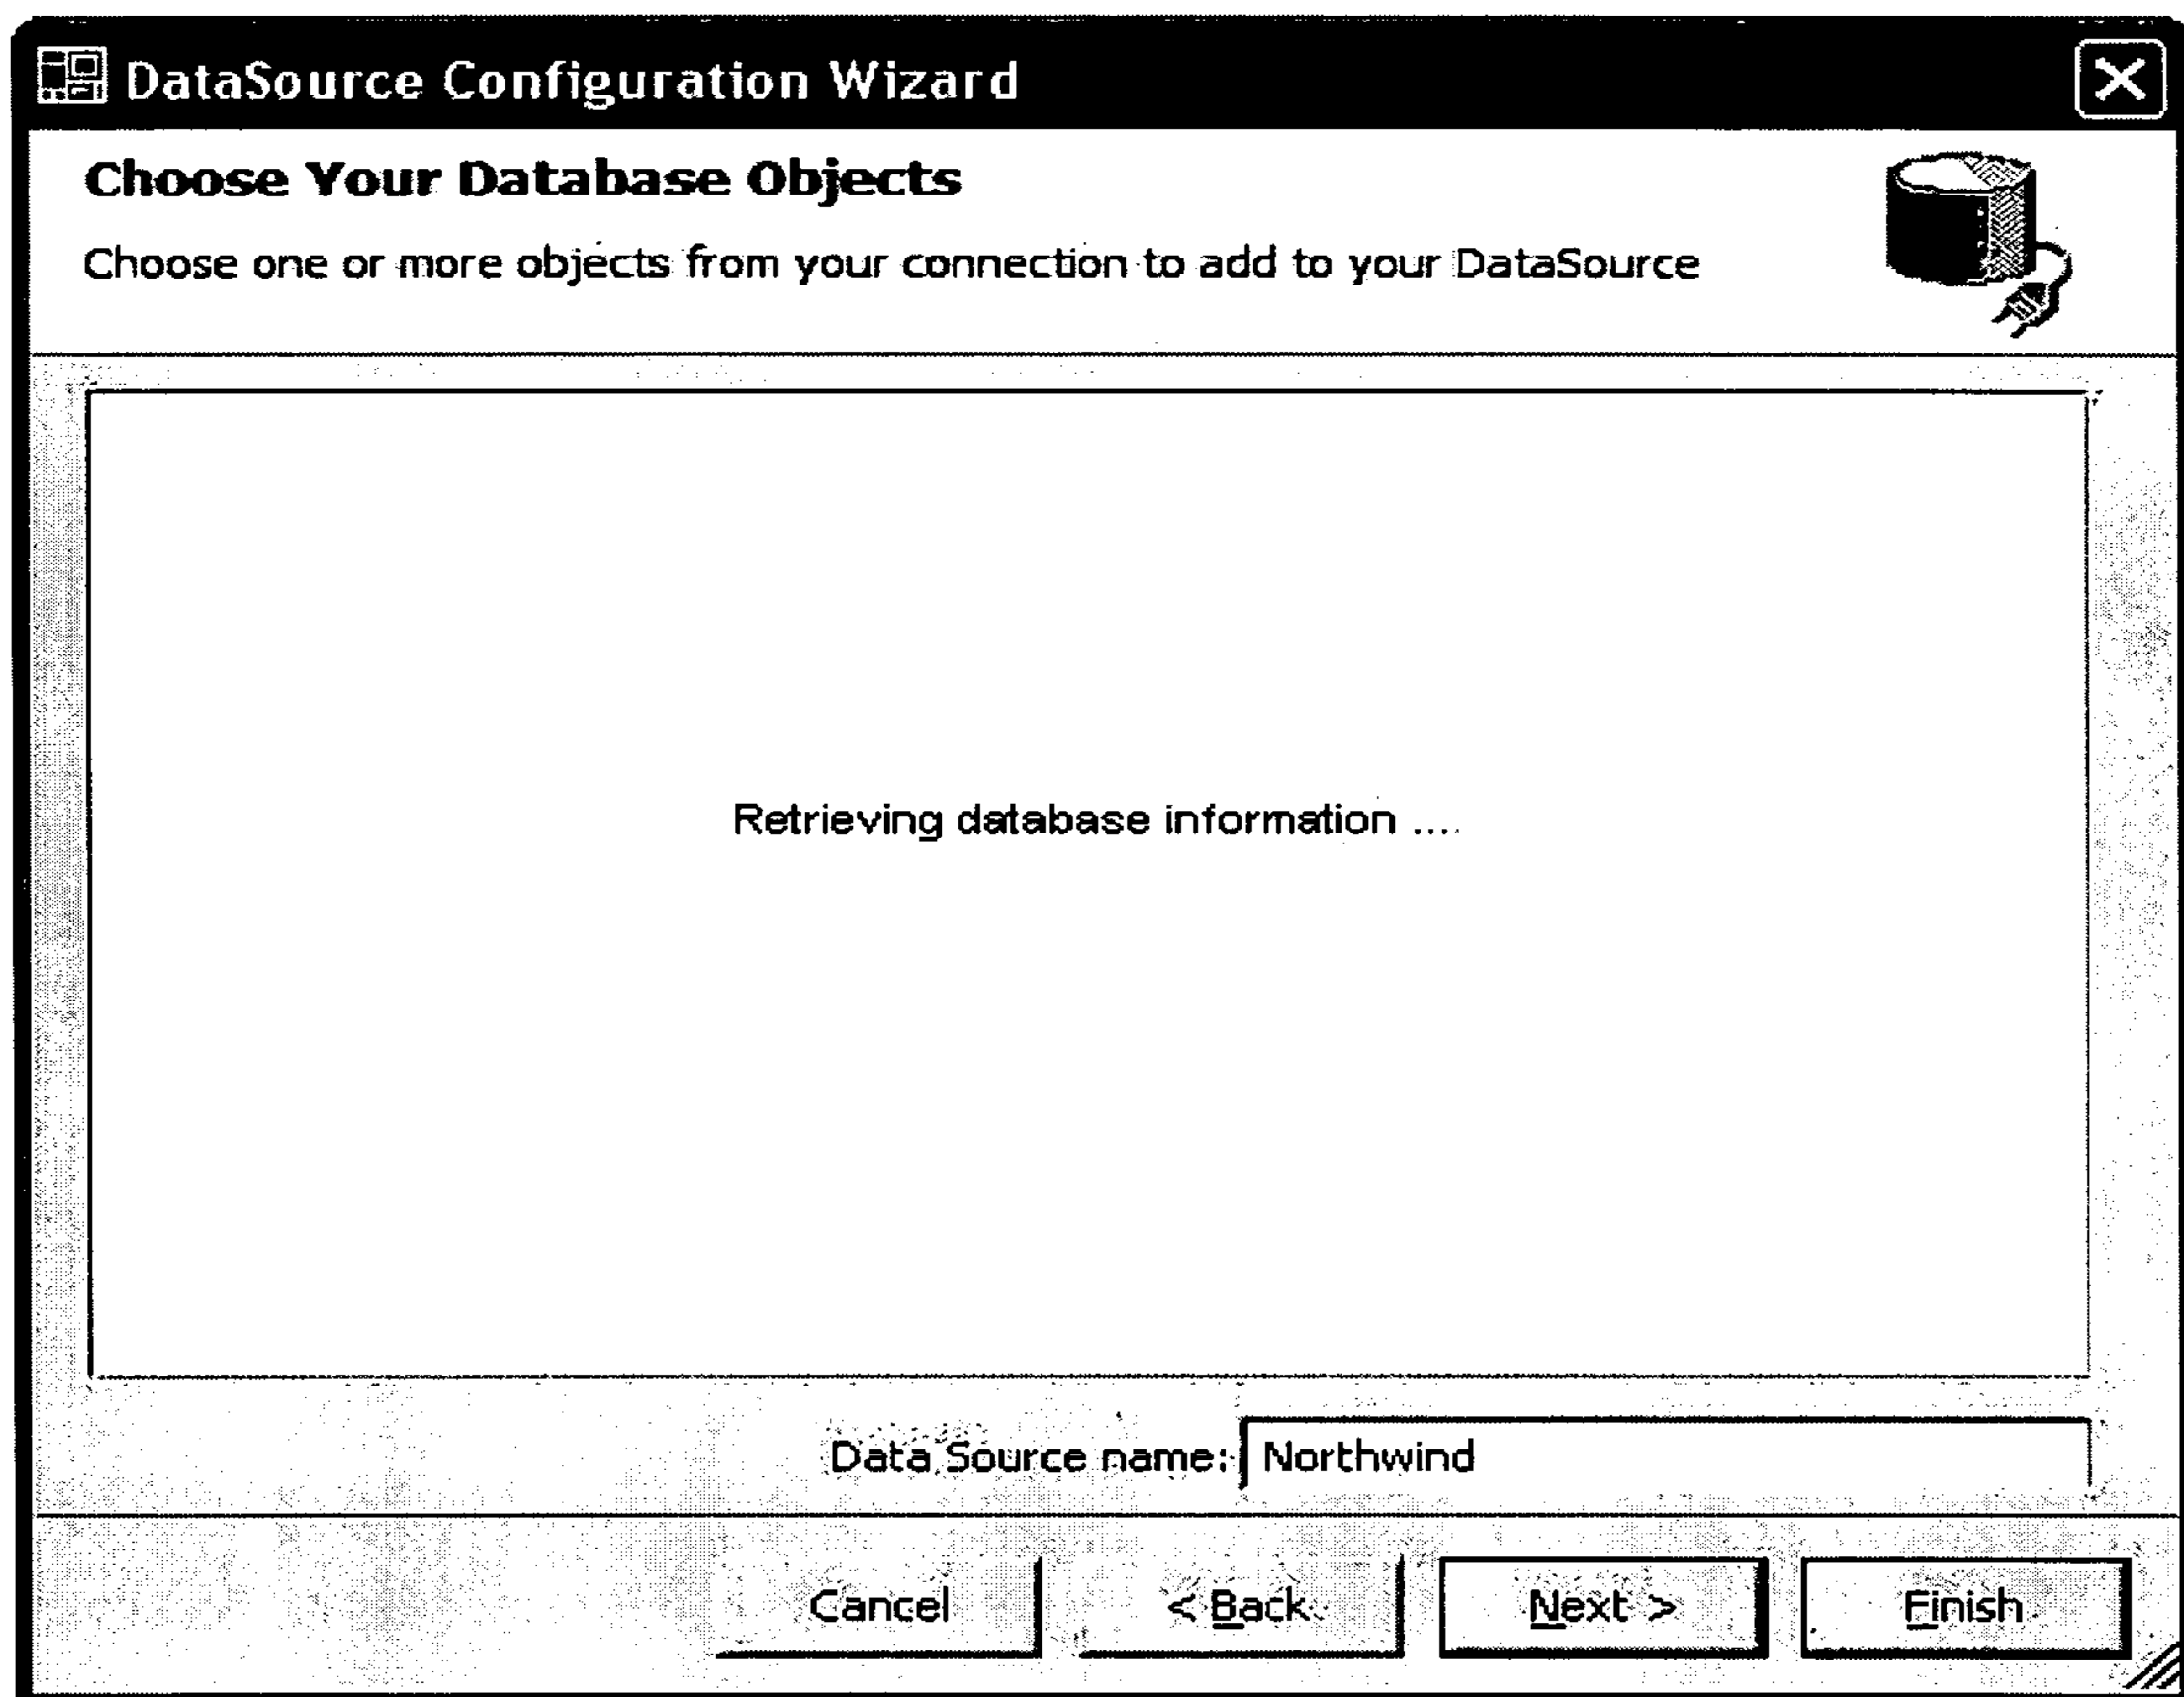 DataSource Configuration Wizard
Choose Your Database Objects
Choose one or more objects from your connection to add to your DataSource
Retrieving database information ....
Data Source name: Northwind
Cancel < Back Next > Finish